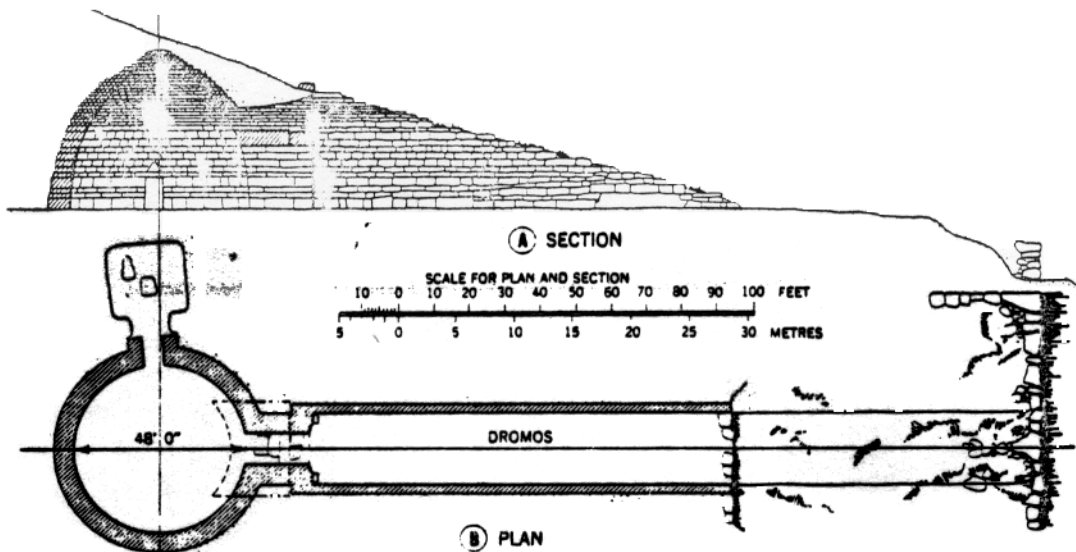 A SECTION
SCALE FOR PLAN AND SECTION
10 0 10 20 30 40 50 60 70 80 90 100 FEET
5 0 5 10 15 20 25 30 METRES
48' 0"
DROMOS
B PLAN